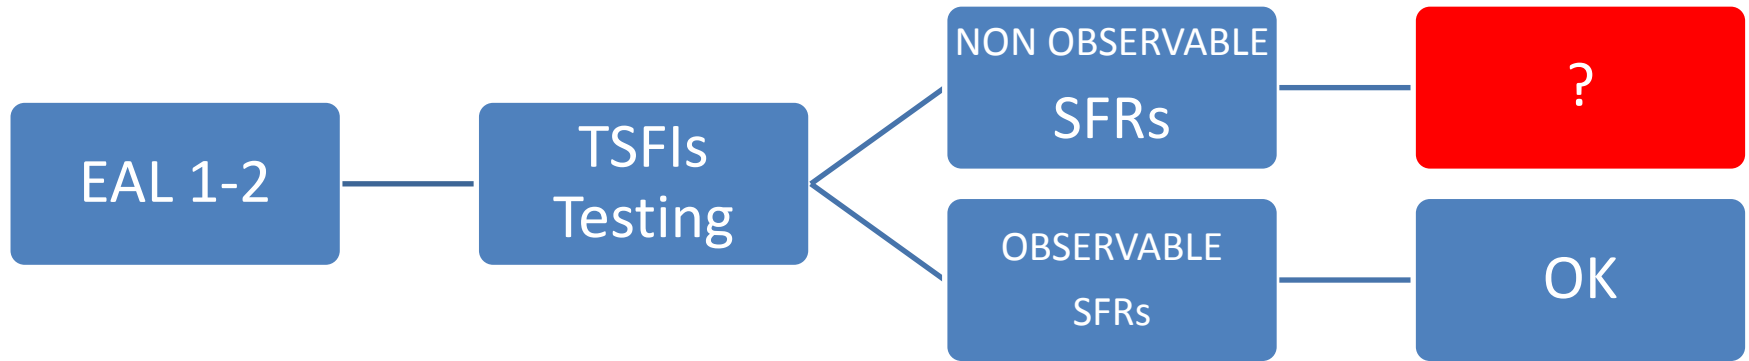 EAL 1-2
TSFIs
Testing
NON OBSERVABLE
SFRs
?
OBSERVABLE
SFRs
OK